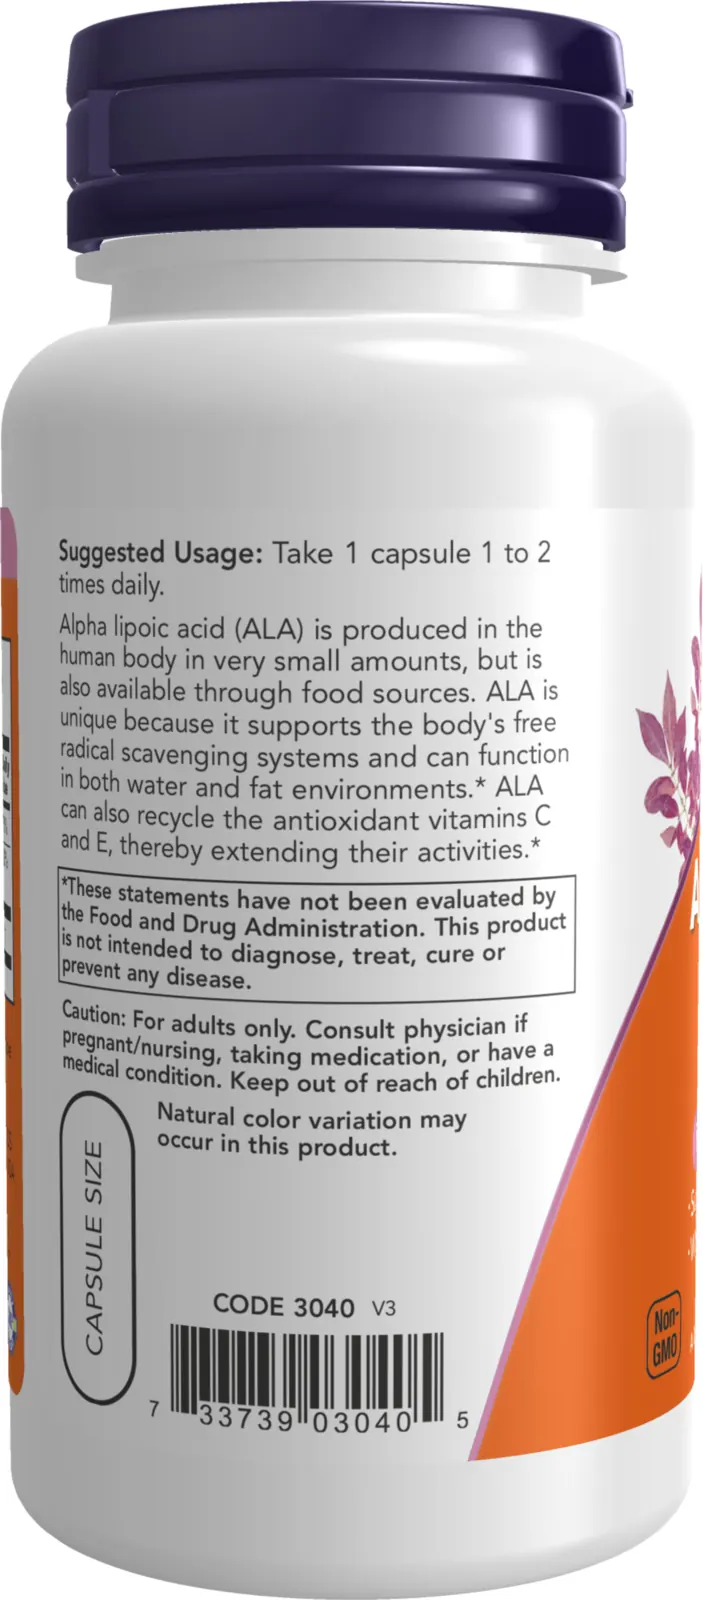 Suggested Usage: Take 1 capsule 1 to 2
times daily.
Alpha lipoic acid (ALA) is produced in the
human body in very small amounts, but is
also available through food sources. ALA is
unique because it supports the body's free
radical scavenging systems and can function
in both water and fat environments.* ALA
can also recycle the antioxidant vitamins C
and E, thereby extending their activities.*
*These statements have not been evaluated by
the Food and Drug Administration. This product
is not intended to diagnose, treat, cure or
prevent any disease.
Caution: For adults only. Consult physician if
pregnant/nursing, taking medication, or have a
medical condition. Keep out of reach of children.
Natural color variation may
occur in this product.
CAPSULE SIZE
CODE 3040 V3
7 33739 03040 5
Non-
GMO